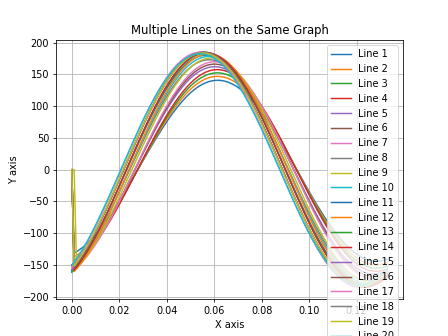 Multiple Lines on the Same Graph
200
150
100
50
0
−50
−100
−150
−200
Y axis
0.00
0.02
0.04
0.06
0.08
0.10
X axis
Line 1
Line 2
Line 3
Line 4
Line 5
Line 6
Line 7
Line 8
Line 9
Line 10
Line 11
Line 12
Line 13
Line 14
Line 15
Line 16
Line 17
Line 18
Line 19
Line 20